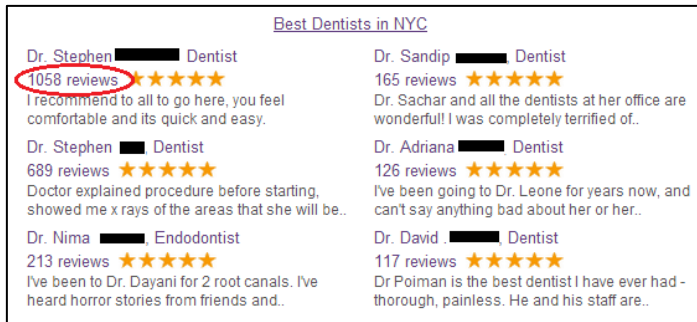 Best Dentists in NYC
Dr. Stephen Dentist
1058 reviews
I recommend to all to go here, you feel
comfortable and its quick and easy.
Dr. Stephen , Dentist
689 reviews
Doctor explained procedure before starting,
showed me x rays of the areas that she will be..
Dr. Nima , Endodontist
213 reviews
I've been to Dr. Dayani for 2 root canals. I've
heard horror stories from friends and..
Dr. Sandip , Dentist
165 reviews
Dr. Sachar and all the dentists at her office are
wonderful! I was completely terrified of..
Dr. Adriana Dentist
126 reviews
I've been going to Dr. Leone for years now, and
can't say anything bad about her or her..
Dr. David . , Dentist
117 reviews
Dr Poiman is the best dentist I have ever had -
thorough, painless. He and his staff are..